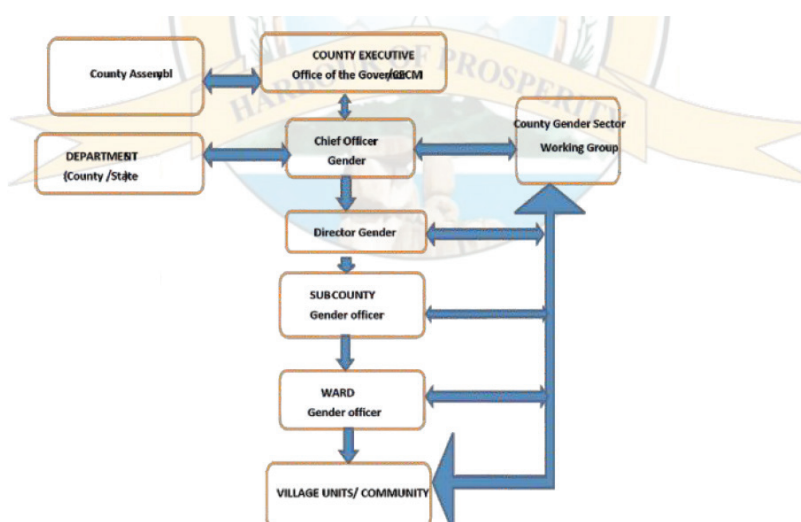 COUNTY EXECUTIVE
County Assembl
Office of the Governor/CECM
HARBOUR OF PROSPERITY
Chief Officer
Gender
County Gender Sector
Working Group
DEPARTMENT
(County /State)
Director Gender
SUBCOUNTY
Gender officer
WARD
Gender officer
VILLAGE UNITS/ COMMUNITY